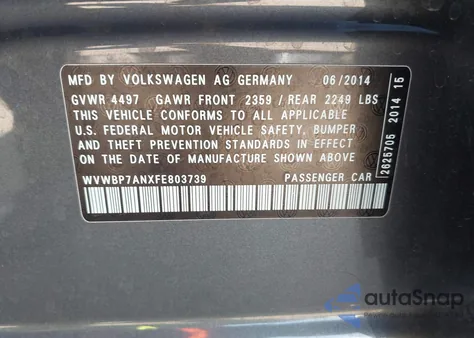 MFD BY VOLKSWAGEN AG GERMANY 06/2014
GVWR 4497 GAWR FRONT 2359 / REAR 2249 LBS
THIS VEHICLE CONFORMS TO ALL APPLICABLE
U.S. FEDERAL MOTOR VEHICLE SAFETY, BUMPER AND
THEFT PREVENTION STANDARDS IN EFFECT ON THE
DATE OF MANUFACTURE SHOWN ABOVE.
WVWBP7ANXFE803739 PASSENGER CAR
2625705 2014 15
autoSnap